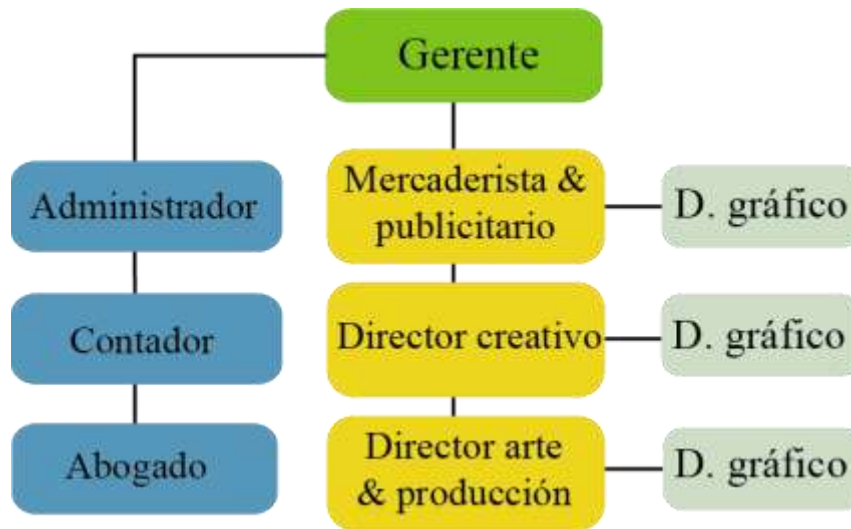 Gerente
Administrador
Mercaderista &
publicitario
D. gráfico
Contador
Director creativo
D. gráfico
Abogado
Director arte
& producción
D. gráfico